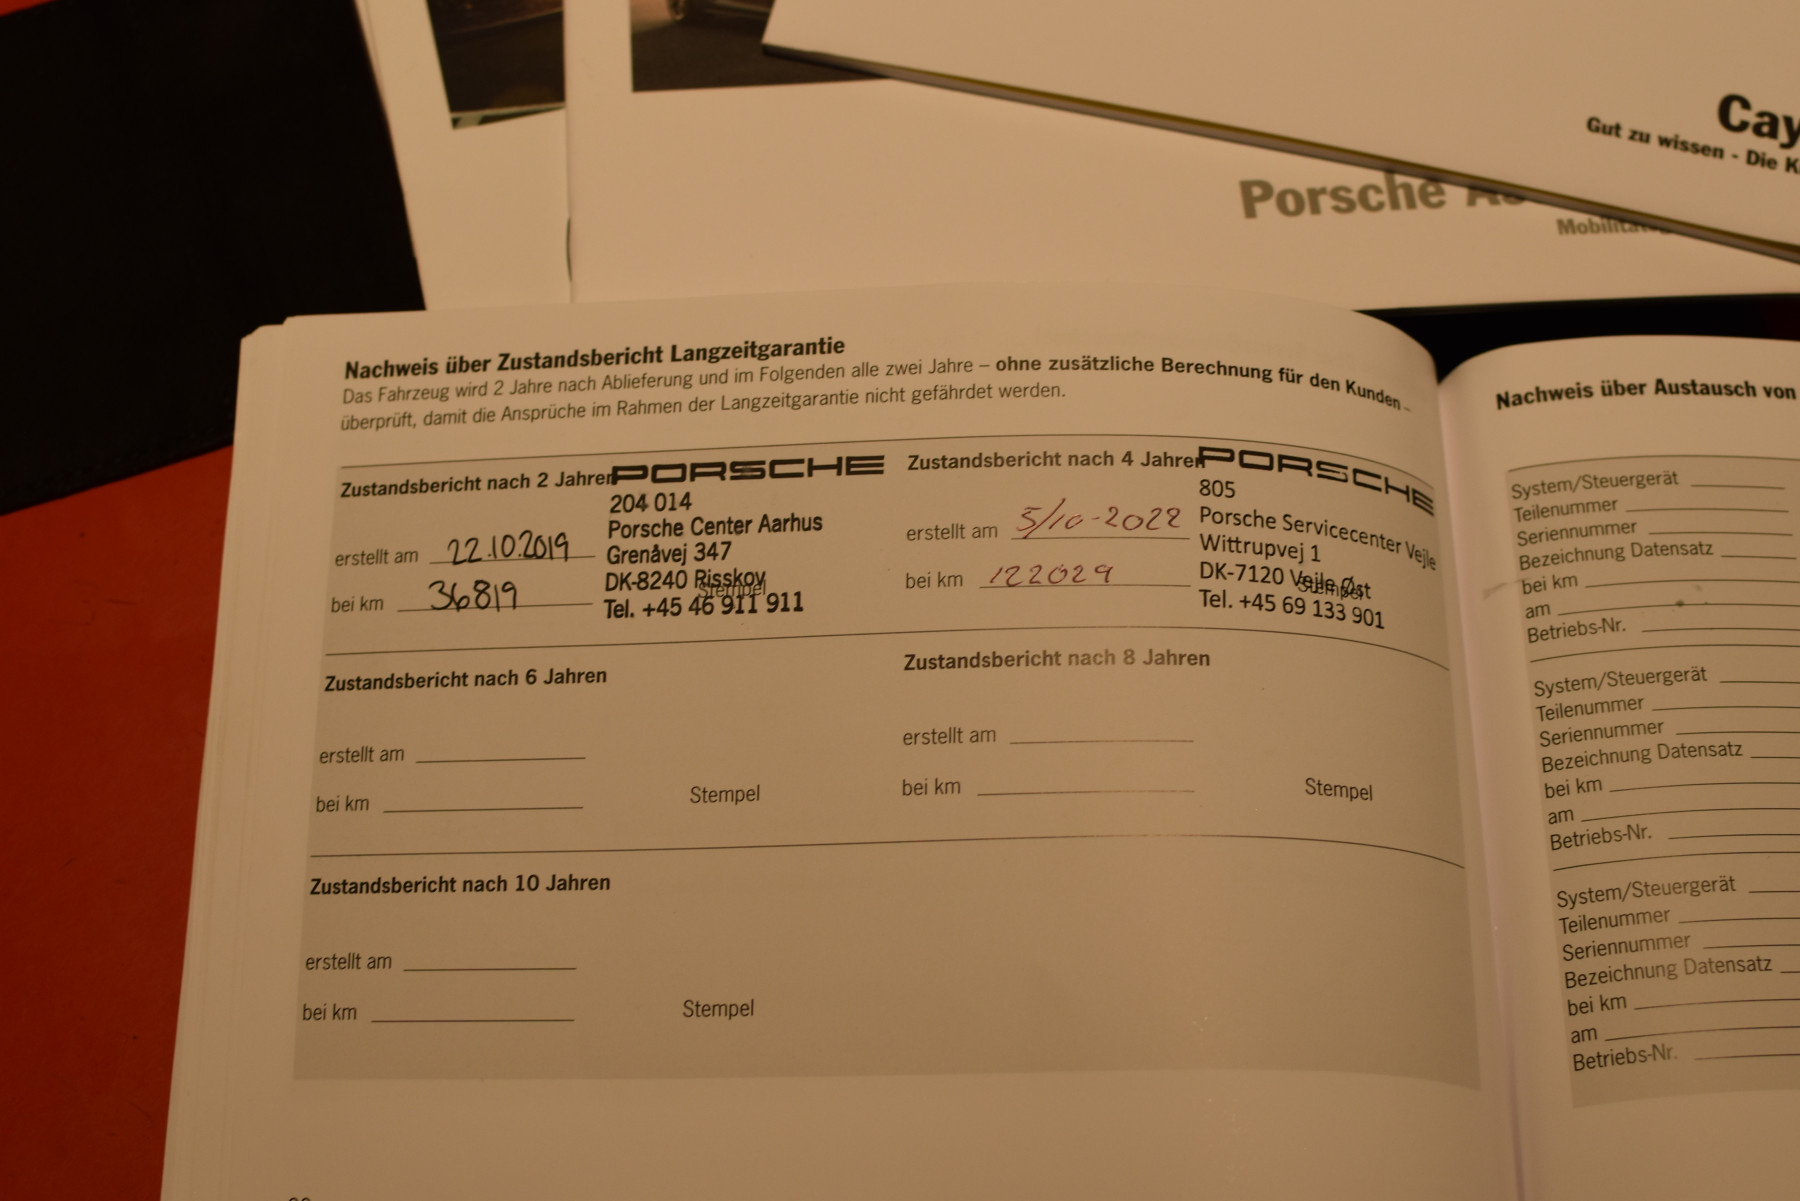 Cay
Gut zu wissen - Die K
Porsche
Nachweis über Zustandsbericht Langzeitgarantie
Das Fahrzeug wird 2 Jahre nach Ablieferung und im Folgenden alle zwei Jahre – ohne zusätzliche Berechnung für den Kunden -
überprüft, damit die Ansprüche im Rahmen der Langzeitgarantie nicht gefährdet werden.
Zustandsbericht nach 2 Jahren
PORSCHE
204 014
Porsche Center Aarhus
Grenåvej 347
DK-8240 Risskov
Tel. +45 46 911 911
Stempel
erstellt am 22.10.2019
bei km 36819
Zustandsbericht nach 4 Jahren
PORSCHE
805
Porsche Servicecenter Vejle
Wittrupvej 1
DK-7120 Vejle Øst
Tel. +45 69 133 901
Stempel
erstellt am 5/10-2022
bei km 122029
Zustandsbericht nach 6 Jahren
erstellt am
bei km
Stempel
Zustandsbericht nach 8 Jahren
erstellt am
bei km
Stempel
Zustandsbericht nach 10 Jahren
erstellt am
bei km
Stempel
Nachweis über Austausch von
System/Steuergerät
Teilenummer
Seriennummer
Bezeichnung Datensatz
bei km
am
Betriebs-Nr.
System/Steuergerät
Teilenummer
Seriennummer
Bezeichnung Datensatz
bei km
am
Betriebs-Nr.
System/Steuergerät
Teilenummer
Seriennummer
Bezeichnung Datensatz
bei km
am
Betriebs-Nr.